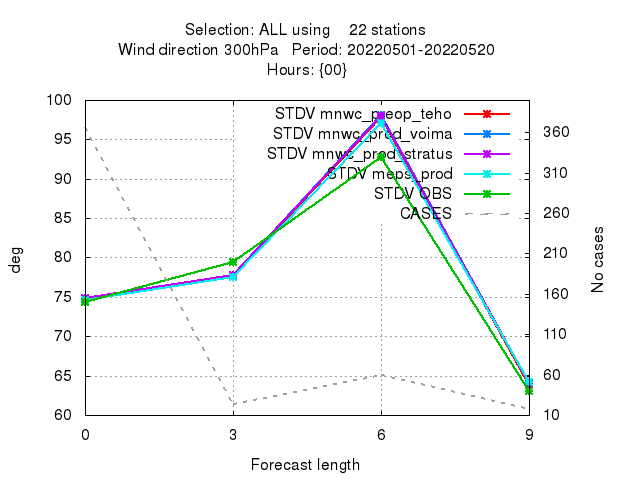 Selection: ALL using 22 stations
Wind direction 300hPa Period: 20220501-20220520
Hours: {00}
STDV mnwc_preop_teho
STDV mnwc_prod_voima
STDV mnwc_prod_stratus
STDV meps_prod
STDV OBS
CASES
100
95
90
85
80
75
70
65
60
deg
360
310
260
210
160
110
60
10
No cases
0 3 6 9
Forecast length